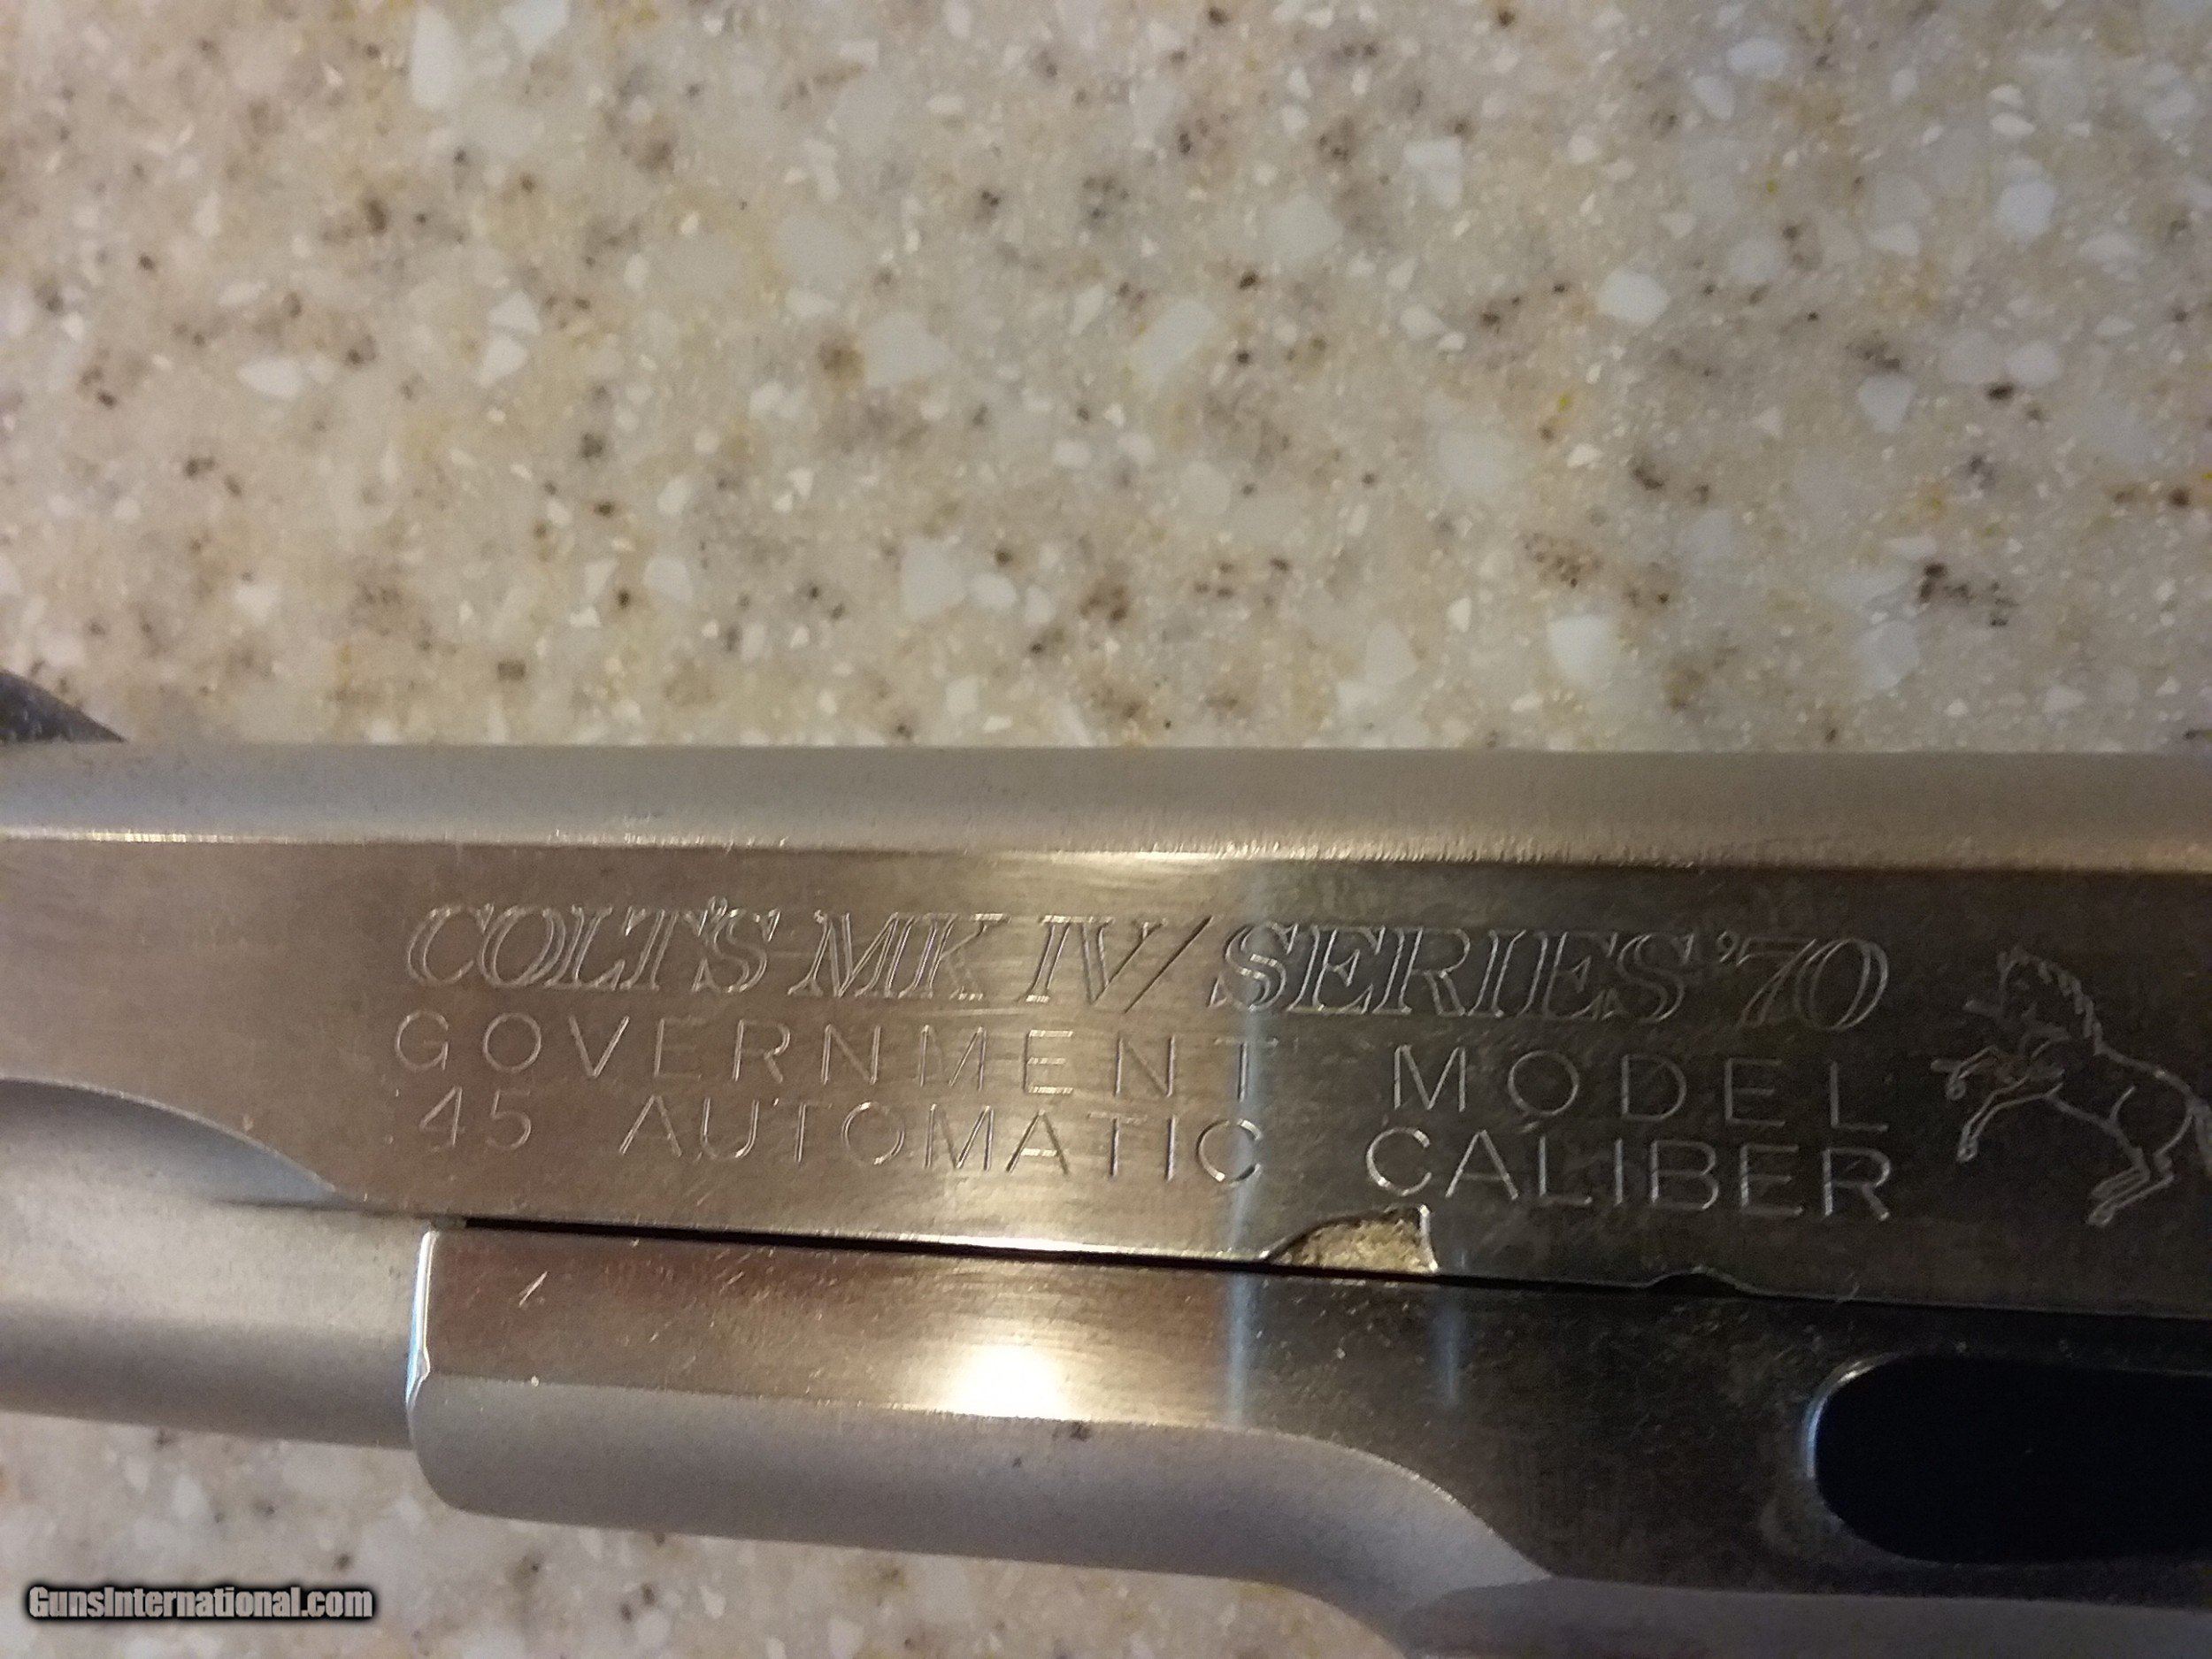 COLT'S MK IV/SERIES '70
GOVERNMENT MODEL
.45 AUTOMATIC CALIBER
GunsInternational.com